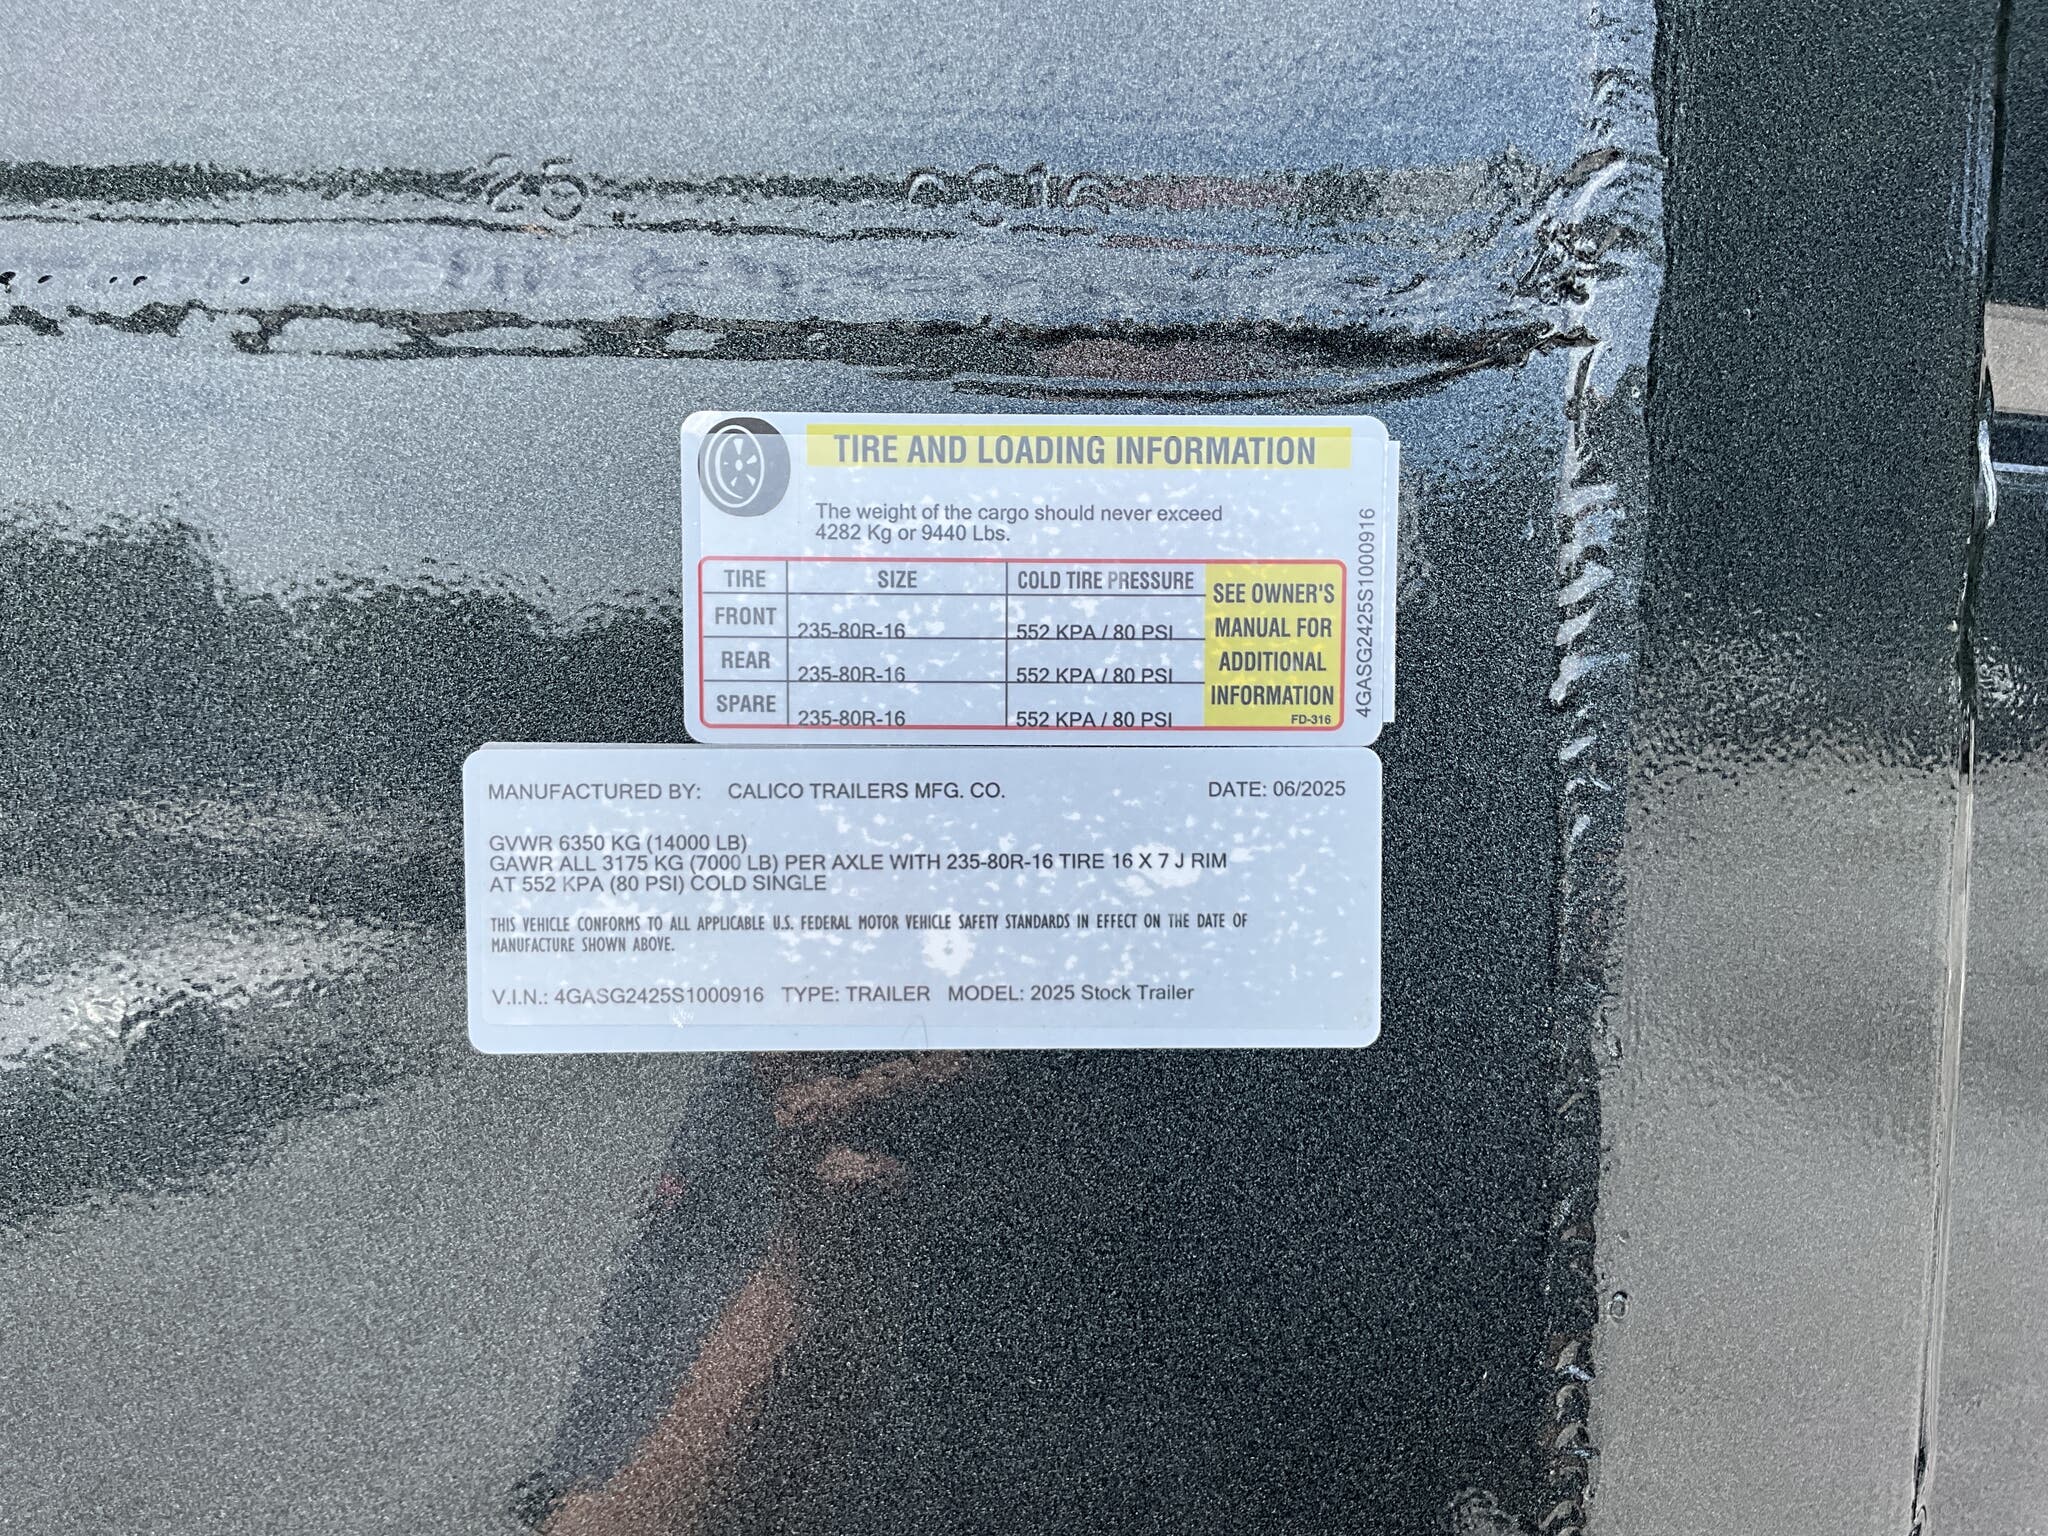 25 0916
TIRE AND LOADING INFORMATION
The weight of the cargo should never exceed
4282 Kg or 9440 Lbs.
TIRE SIZE COLD TIRE PRESSURE
FRONT 235-80R-16 552 KPA / 80 PSI
REAR 235-80R-16 552 KPA / 80 PSI
SPARE 235-80R-16 552 KPA / 80 PSI
SEE OWNER'S
MANUAL FOR
ADDITIONAL
INFORMATION
FD-316
4GASG2425S1000916
MANUFACTURED BY: CALICO TRAILERS MFG. CO. DATE: 06/2025
GVWR 6350 KG (14000 LB)
GAWR ALL 3175 KG (7000 LB) PER AXLE WITH 235-80R-16 TIRE 16 X 7 J RIM
AT 552 KPA (80 PSI) COLD SINGLE
THIS VEHICLE CONFORMS TO ALL APPLICABLE U.S. FEDERAL MOTOR VEHICLE SAFETY STANDARDS IN EFFECT ON THE DATE OF
MANUFACTURE SHOWN ABOVE.
V.I.N.: 4GASG2425S1000916 TYPE: TRAILER MODEL: 2025 Stock Trailer